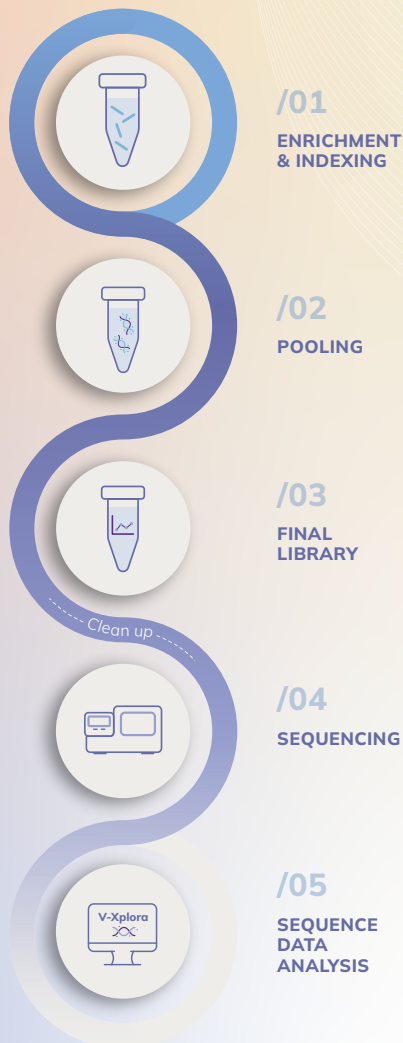 /01
ENRICHMENT
& INDEXING
/02
POOLING
/03
FINAL
LIBRARY
Clean up
/04
SEQUENCING
V-Xplora
/05
SEQUENCE
DATA
ANALYSIS